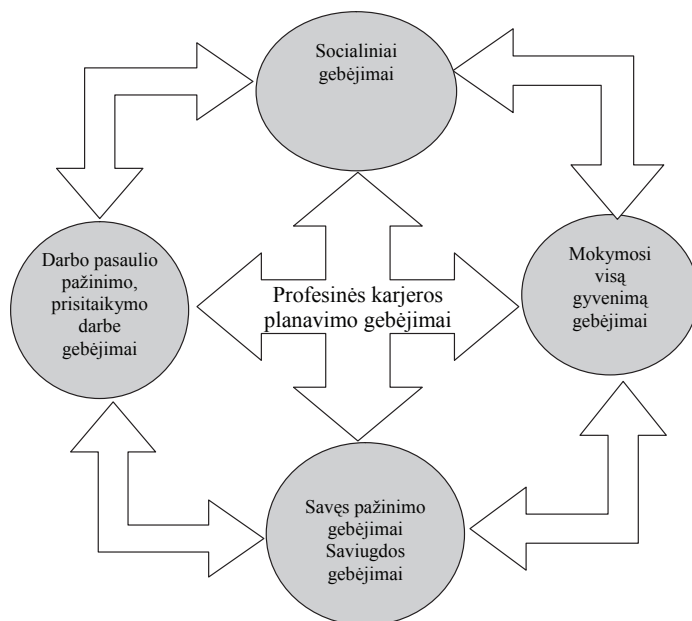 Socialiniai
gebėjimai
Darbo pasaulio
pažinimo,
prisitaikymo
darbe
gebėjimai
Profesinės karjeros
planavimo gebėjimai
Mokymosi
visą
gyvenimą
gebėjimai
Savęs pažinimo
gebėjimai
Saviugdos
gebėjimai